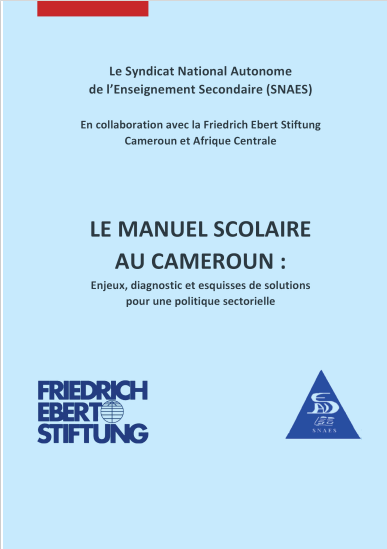 Le Syndicat National Autonome
de l’Enseignement Secondaire (SNAES)
En collaboration avec la Friedrich Ebert Stiftung
Cameroun et Afrique Centrale
LE MANUEL SCOLAIRE
AU CAMEROUN :
Enjeux, diagnostic et esquisses de solutions
pour une politique sectorielle
FRIEDRICH
EBERT
STIFTUNG
SNAES